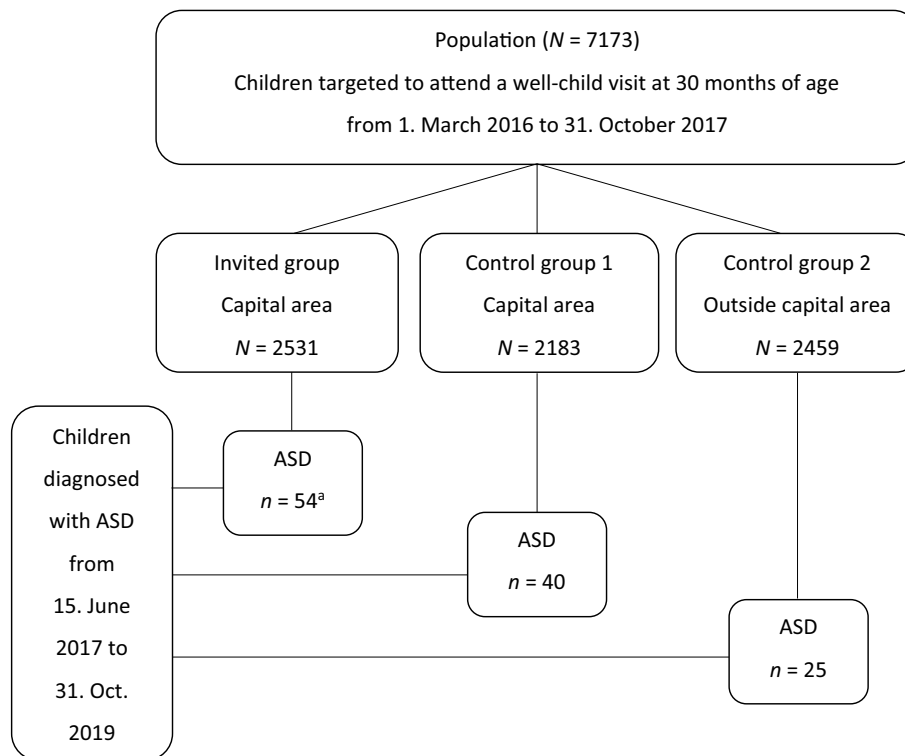 Population (N = 7173)
Children targeted to attend a well-child visit at 30 months of age
from 1. March 2016 to 31. October 2017
Invited group
Capital area
N = 2531
Control group 1
Capital area
N = 2183
Control group 2
Outside capital area
N = 2459
Children
diagnosed
with ASD
from
15. June
2017 to
31. Oct.
2019
ASD
n = 54ᵃ
ASD
n = 40
ASD
n = 25